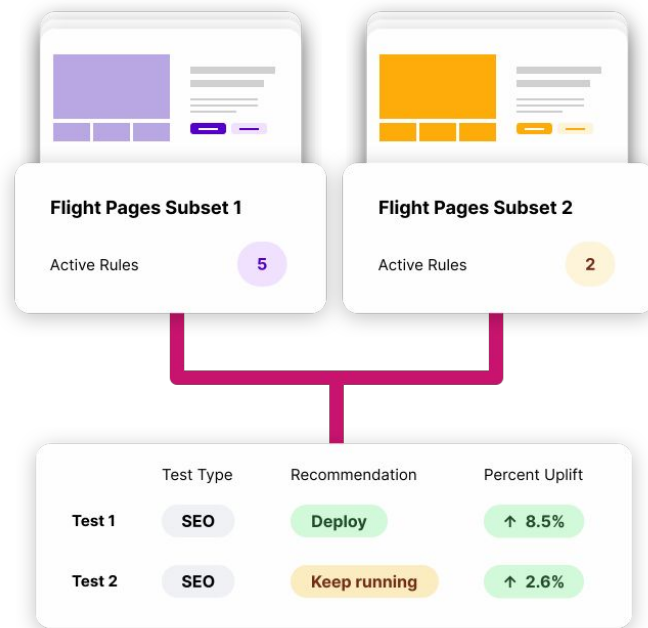 Flight Pages Subset 1
Active Rules 5
Flight Pages Subset 2
Active Rules 2
Test Type Recommendation Percent Uplift
Test 1 SEO Deploy ↑ 8.5%
Test 2 SEO Keep running ↑ 2.6%